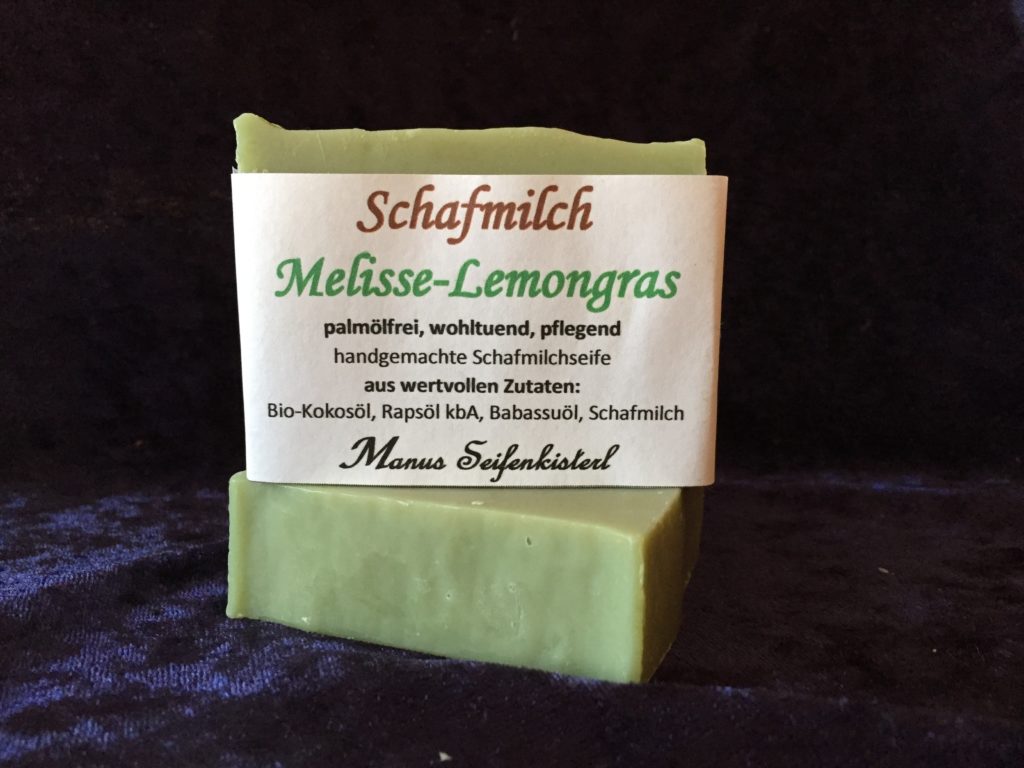 Schafmilch
Melisse-Lemongras
palmölfrei, wohltuend, pflegend
handgemachte Schafmilchseife
aus wertvollen Zutaten:
Bio-Kokosöl, Rapsöl kbA, Babassuöl, Schafmilch
Manus Seifenkisterl